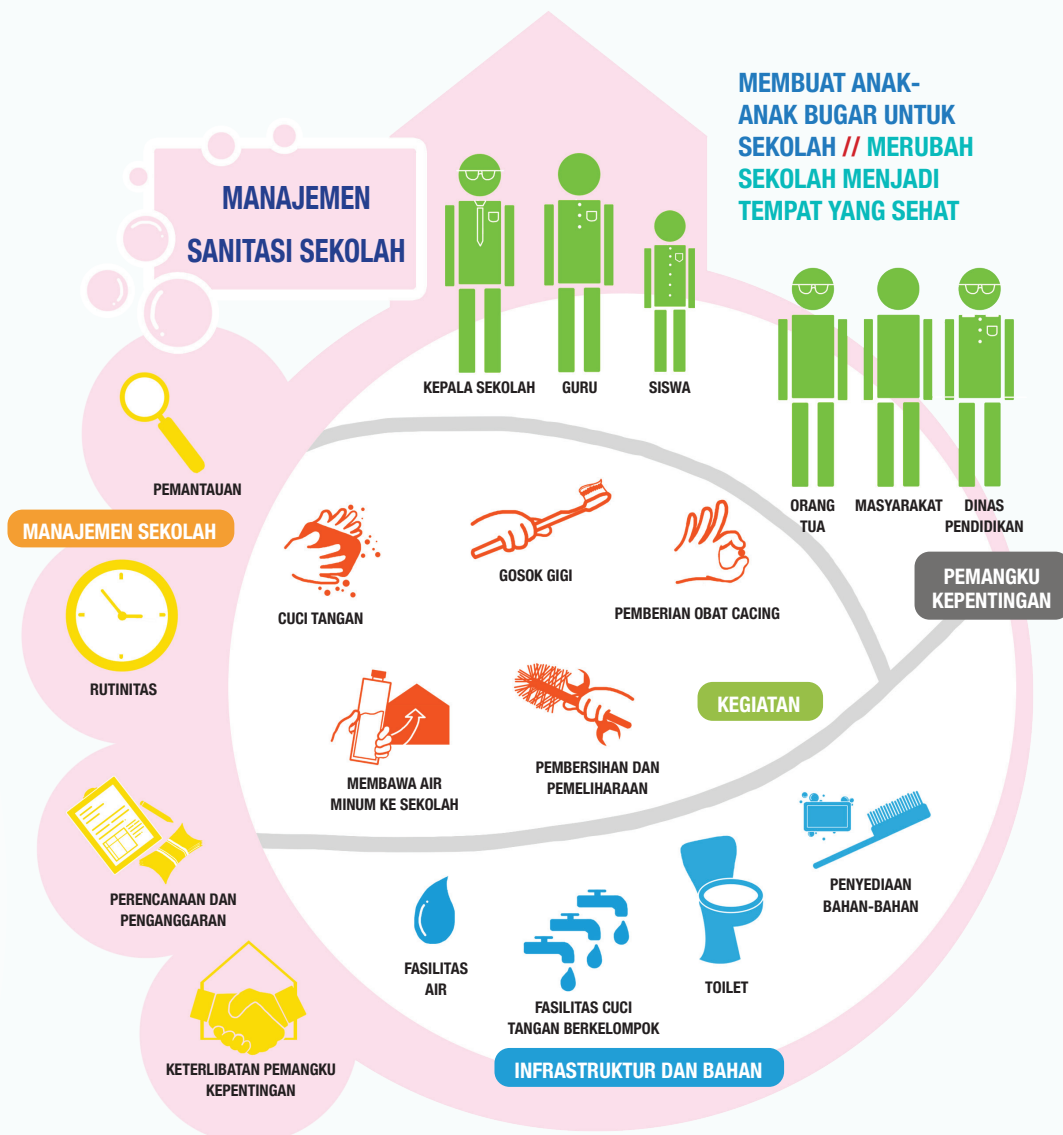 MANAJEMEN
SANITASI SEKOLAH
MEMBUAT ANAK-
ANAK BUGAR UNTUK
SEKOLAH // MERUBAH
SEKOLAH MENJADI
TEMPAT YANG SEHAT
KEPALA SEKOLAH
GURU
SISWA
ORANG
TUA
MASYARAKAT
DINAS
PENDIDIKAN
PEMANGKU
KEPENTINGAN
PEMANTAUAN
MANAJEMEN SEKOLAH
RUTINITAS
PERENCANAAN DAN
PENGANGGARAN
KETERLIBATAN PEMANGKU
KEPENTINGAN
CUCI TANGAN
GOSOK GIGI
PEMBERIAN OBAT CACING
MEMBAWA AIR
MINUM KE SEKOLAH
PEMBERSIHAN DAN
PEMELIHARAAN
KEGIATAN
FASILITAS
AIR
FASILITAS CUCI
TANGAN BERKELOMPOK
TOILET
PENYEDIAAN
BAHAN-BAHAN
INFRASTRUKTUR DAN BAHAN